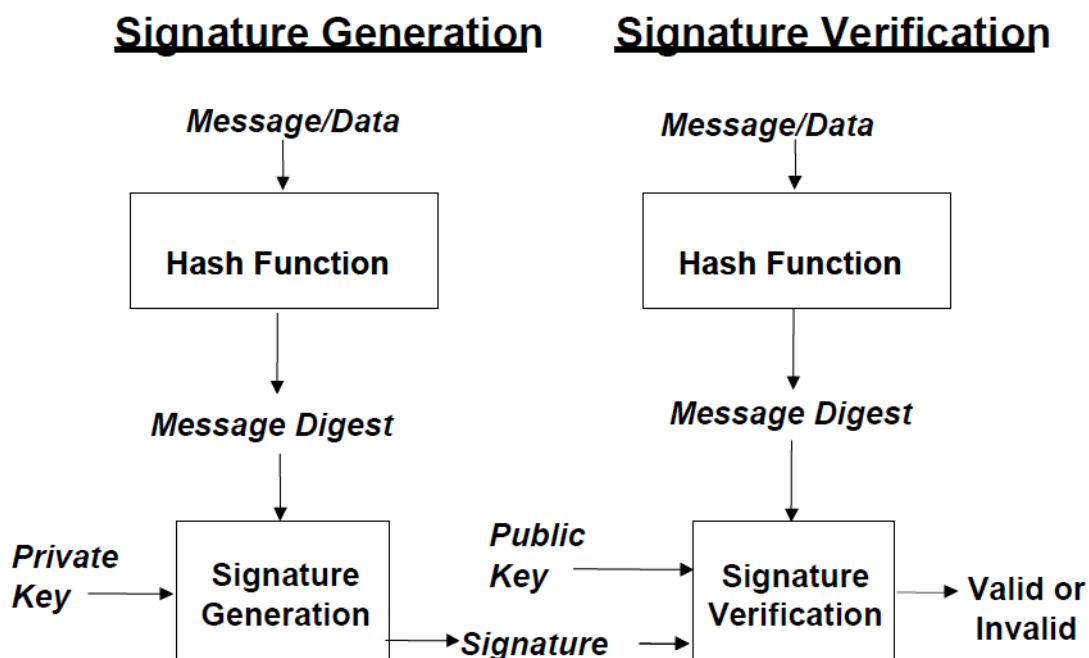 Signature Generation
Message/Data
Hash Function
Message Digest
Private
Key
Signature
Generation
Signature
Signature Verification
Message/Data
Hash Function
Message Digest
Public
Key
Signature
Verification
Valid or
Invalid